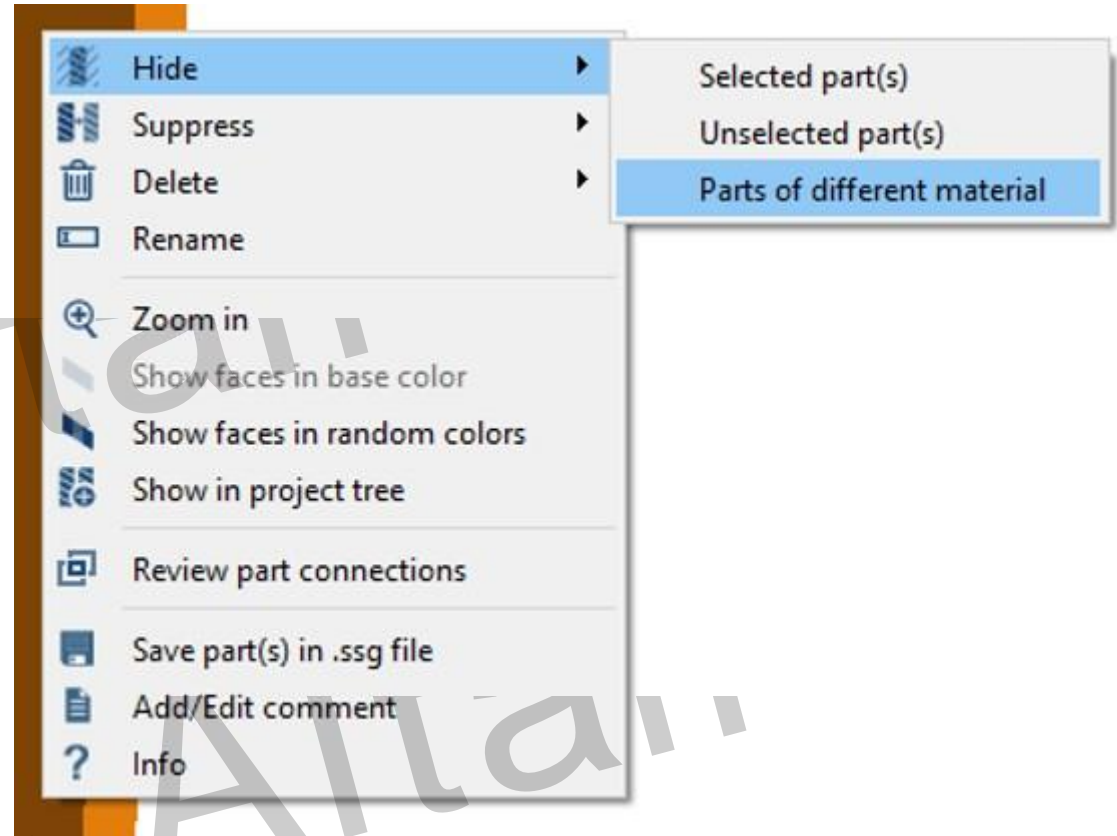 Hide
Suppress
Delete
Rename
Zoom in
Show faces in base color
Show faces in random colors
Show in project tree
Review part connections
Save part(s) in .ssg file
Add/Edit comment
? Info
Selected part(s)
Unselected part(s)
Parts of different material